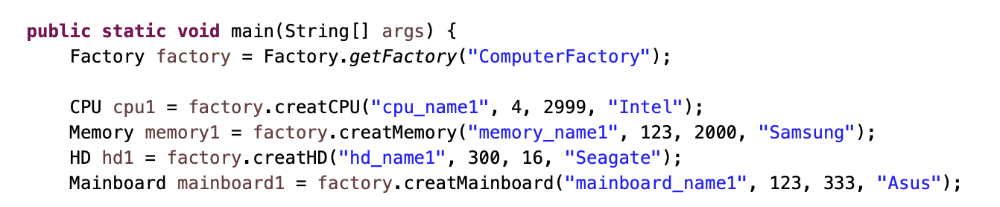 public static void main(String[] args) {
Factory factory = Factory.getFactory("ComputerFactory");
CPU cpu1 = factory.creatCPU("cpu_name1", 4, 2999, "Intel");
Memory memory1 = factory.creatMemory("memory_name1", 123, 2000, "Samsung");
HD hd1 = factory.creatHD("hd_name1", 300, 16, "Seagate");
Mainboard mainboard1 = factory.creatMainboard("mainboard_name1", 123, 333, "Asus");